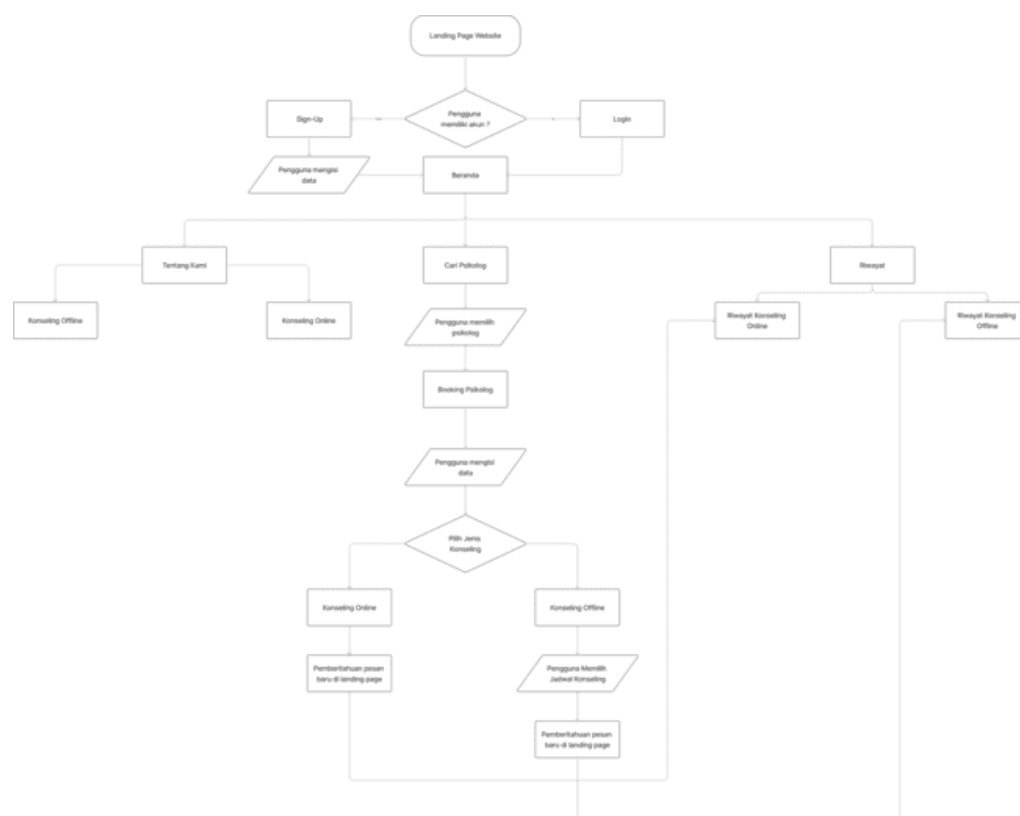 Landing Page Website
Sign-Up
Pengguna
memiliki akun ?
Login
Pengguna mengisi
data
Beranda
Tentang Kami
Cari Psikolog
Riwayat
Konseling Offline
Konseling Online
Pengguna memilih
psikolog
Riwayat Konseling
Online
Riwayat Konseling
Offline
Booking Psikolog
Pengguna mengisi
data
Pilih Jenis
Konseling
Konseling Online
Konseling Offline
Pemberitahuan pesan
baru di landing page
Pengguna Memilih
Jadwal Konseling
Pemberitahuan pesan
baru di landing page